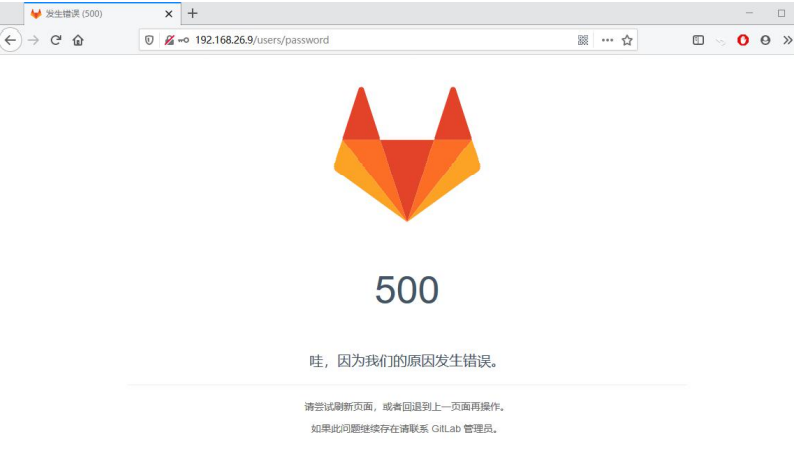 发生错误 (500)
192.168.26.9/users/password
500
哇，因为我们的原因发生错误。
请尝试刷新页面，或者回退到上一页面再操作。
如果此问题继续存在请联系 GitLab 管理员。